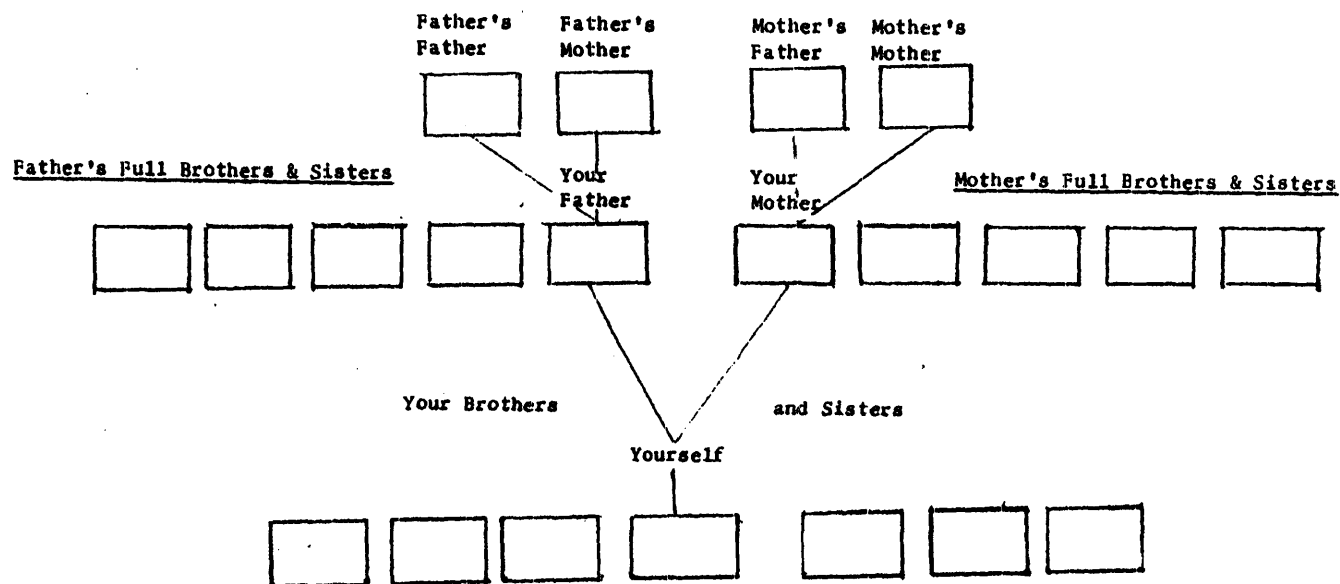 Father's Father's Mother's Mother's
Father Mother Father Mother
Father's Full Brothers & Sisters
Your Father
Your Mother
Mother's Full Brothers & Sisters
Your Brothers and Sisters
Yourself